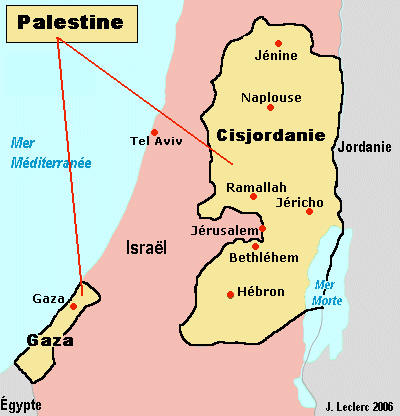 Palestine
Jénine
Naplouse
Mer
Méditerranée
Tel Aviv
Cisjordanie
Jordanie
Ramallah
Jéricho
Jérusalem
Israël
Bethléhem
Mer
Morte
Hébron
Gaza
Gaza
Égypte
J. Leclerc 2006